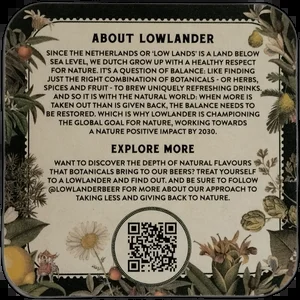 ABOUT LOWLANDER
SINCE THE NETHERLANDS OR 'LOW LANDS' IS A LAND BELOW
SEA LEVEL, WE DUTCH GROW UP WITH A HEALTHY RESPECT
FOR NATURE. IT'S A QUESTION OF BALANCE: LIKE FINDING
JUST THE RIGHT COMBINATION OF BOTANICALS - OR HERBS,
SPICES AND FRUIT - TO BREW UNIQUELY REFRESHING DRINKS.
AND SO IT IS WITH THE NATURAL WORLD: WHEN MORE IS
TAKEN OUT THAN IS GIVEN BACK, THE BALANCE NEEDS TO
BE RESTORED. WHICH IS WHY LOWLANDER IS CHAMPIONING
THE GLOBAL GOAL FOR NATURE, WORKING TOWARDS
A NATURE POSITIVE IMPACT BY 2030.
EXPLORE MORE
WANT TO DISCOVER THE DEPTH OF NATURAL FLAVOURS
THAT BOTANICALS BRING TO OUR BEERS? TREAT YOURSELF
TO A LOWLANDER AND FIND OUT. AND BE SURE TO FOLLOW
@LOWLANDERBEER FOR MORE ABOUT OUR APPROACH TO
TAKING LESS AND GIVING BACK TO NATURE.